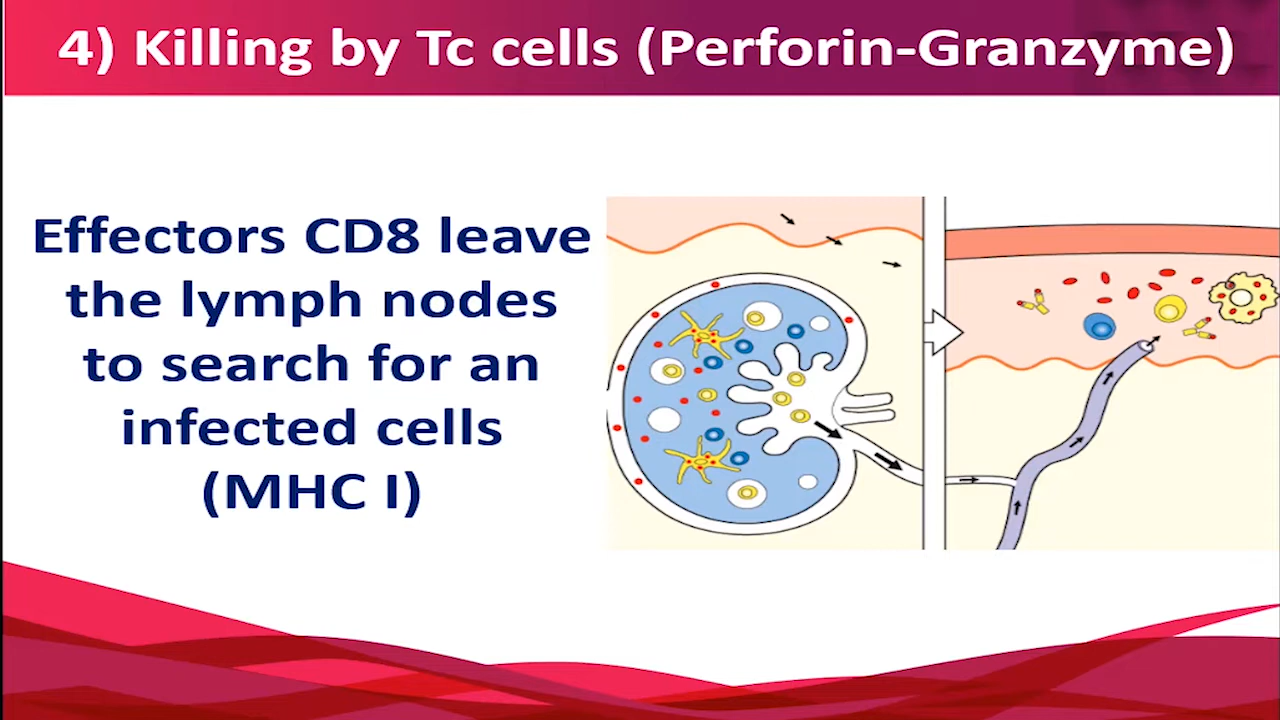 4) Killing by Tc cells (Perforin-Granzyme)
Effectors CD8 leave
the lymph nodes
to search for an
infected cells
(MHC I)